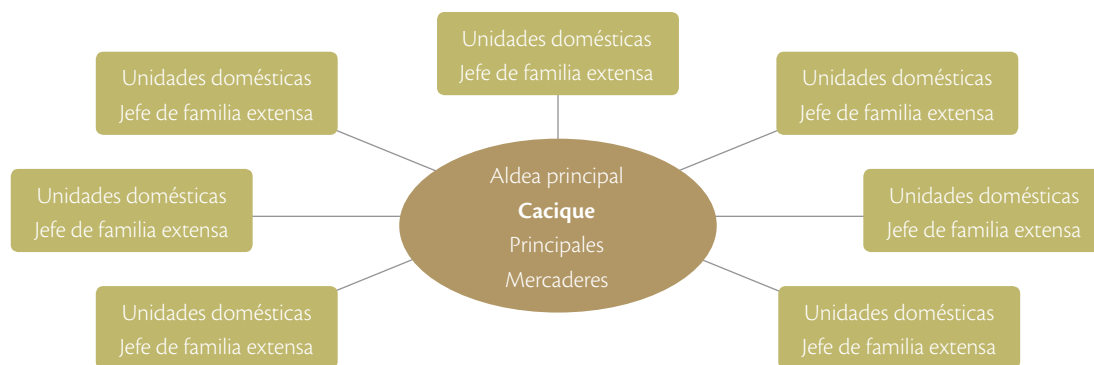 Unidades domésticas
Jefe de familia extensa
Unidades domésticas
Jefe de familia extensa
Unidades domésticas
Jefe de familia extensa
Unidades domésticas
Jefe de familia extensa
Aldea principal
Cacique
Principales
Mercaderes
Unidades domésticas
Jefe de familia extensa
Unidades domésticas
Jefe de familia extensa
Unidades domésticas
Jefe de familia extensa